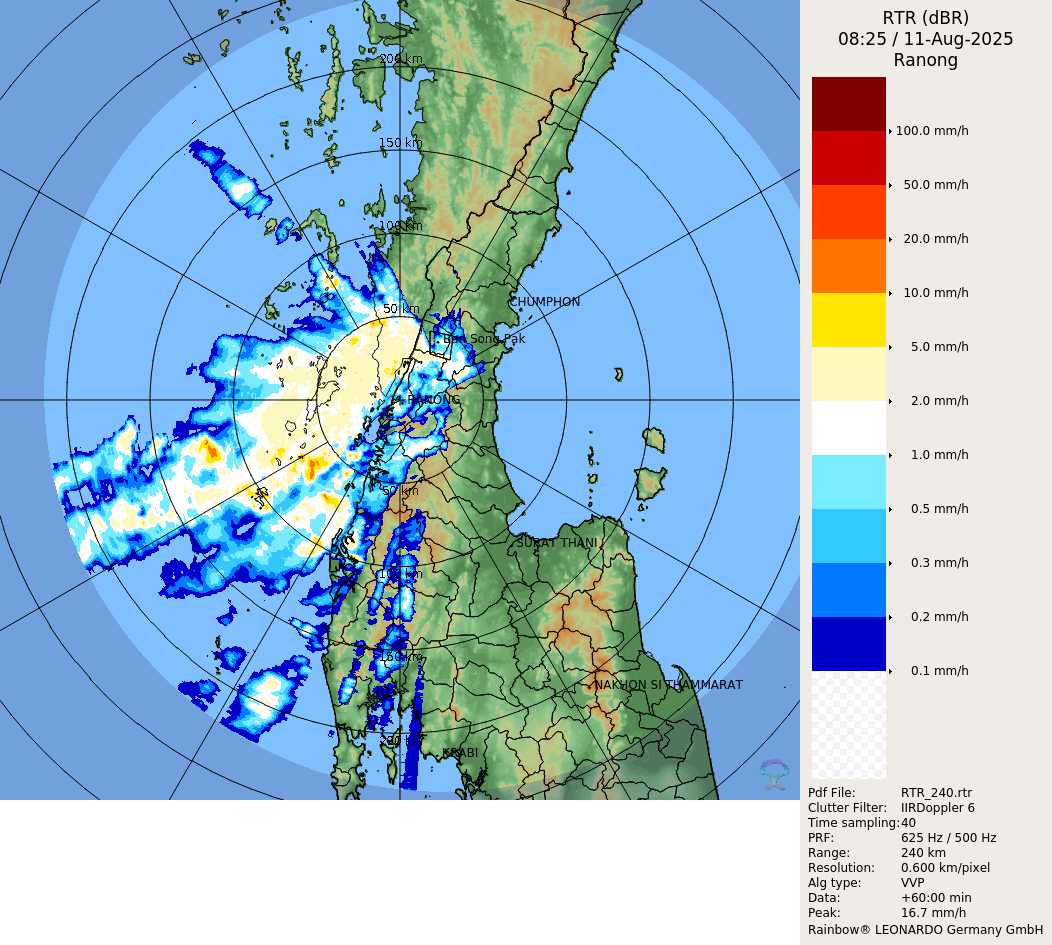 RTR (dBR)
08:25 / 11-Aug-2025
Ranong
200 km
150 km
100 km
50 km
CHUMPHON
Ban Song Pak
RANONG
50 km
SURAT THANI
100 km
150 km
NAKHON SI THAMMARAT
200 km
KRABI
100.0 mm/h
50.0 mm/h
20.0 mm/h
10.0 mm/h
5.0 mm/h
2.0 mm/h
1.0 mm/h
0.5 mm/h
0.3 mm/h
0.2 mm/h
0.1 mm/h
Pdf File: RTR_240.rtr
Clutter Filter: IIRDoppler 6
Time sampling:40
PRF: 625 Hz / 500 Hz
Range: 240 km
Resolution: 0.600 km/pixel
Alg type: VVP
Data: +60:00 min
Peak: 16.7 mm/h
Rainbow® LEONARDO Germany GmbH